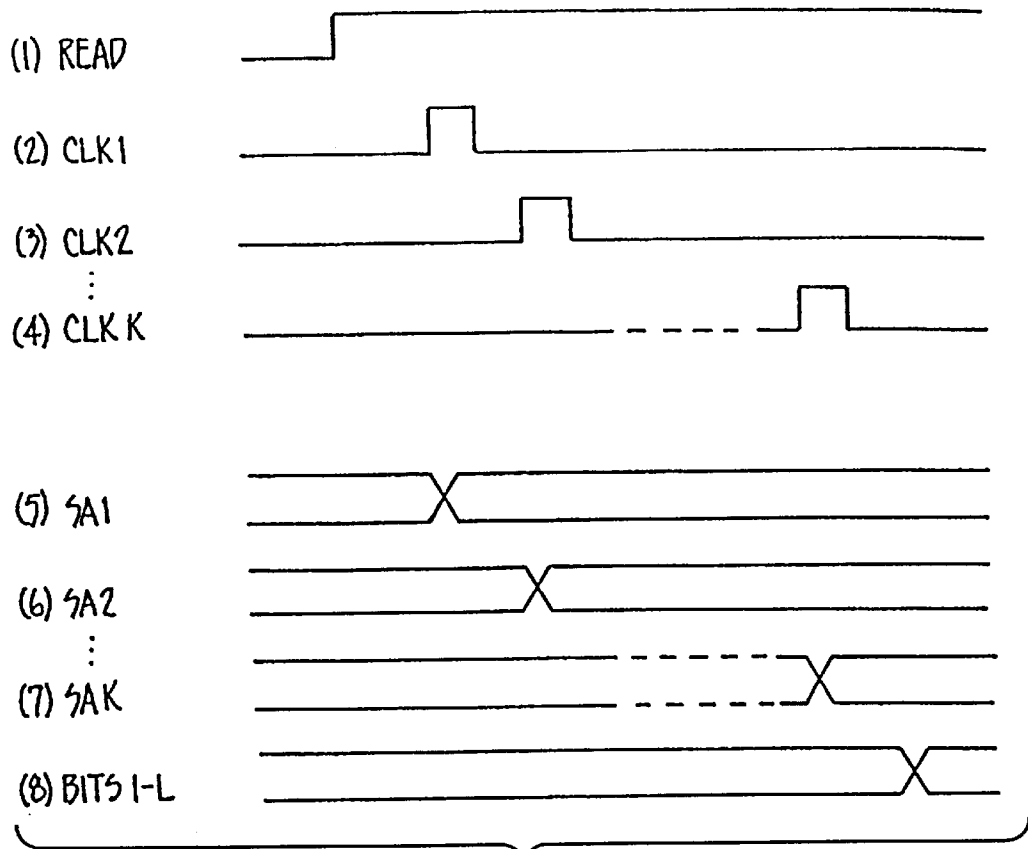 (1) READ
(2) CLK1
(3) CLK2
⋮
(4) CLK K
(5) SA1
(6) SA2
⋮
(7) SAK
(8) BITS 1-L